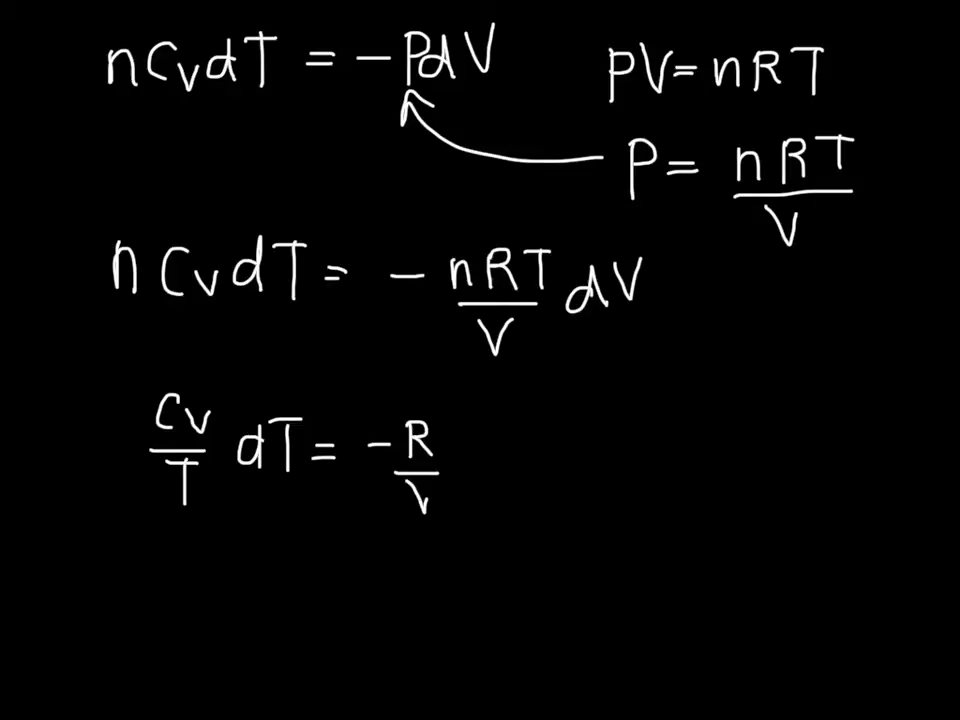 nCvdT = -PdV
PV = nRT
P = nRT/V
nCvdT = - nRT/V dV
Cv/T dT = - R/V